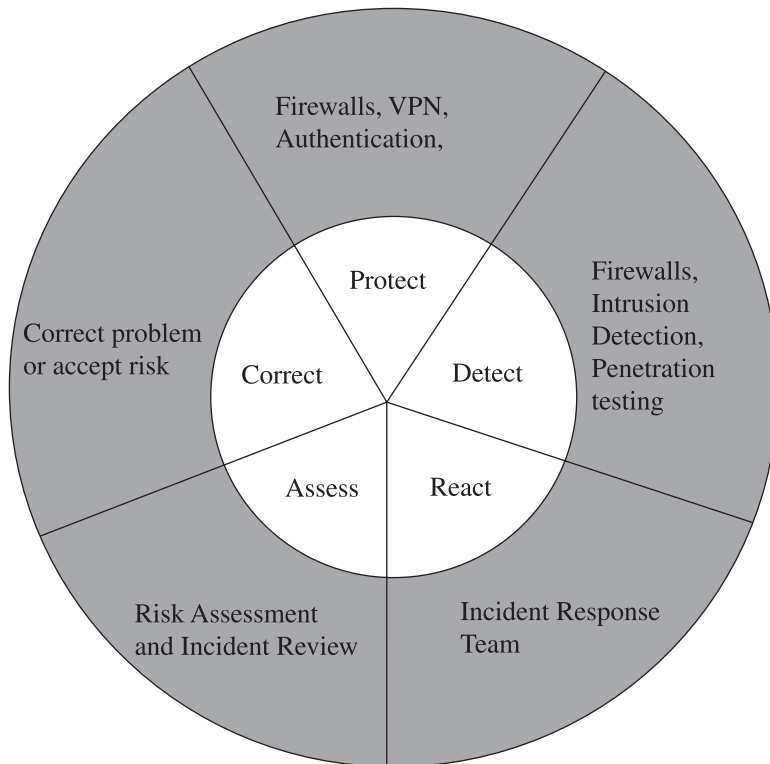 Firewalls, VPN,
Authentication,
Protect
Firewalls,
Intrusion
Detection,
Penetration
testing
Detect
React
Incident Response
Team
Assess
Risk Assessment
and Incident Review
Correct
Correct problem
or accept risk